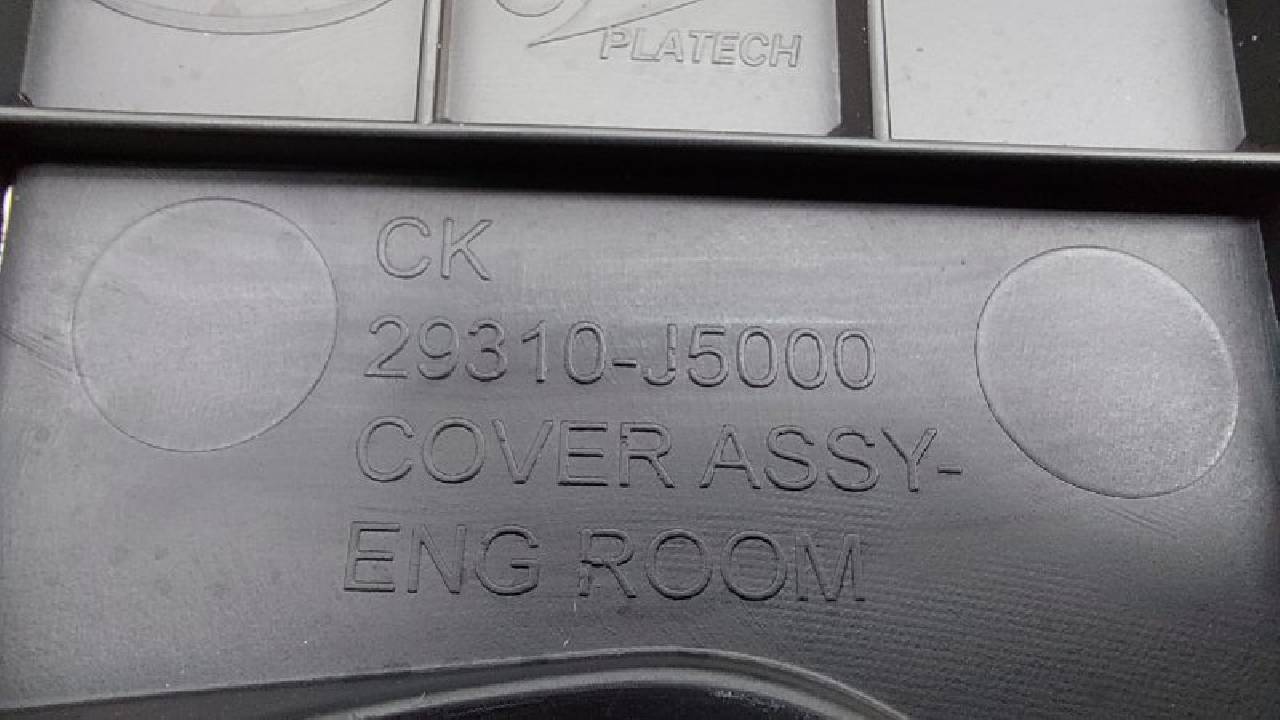 PLATECH
CK
29310-J5000
COVER ASSY-
ENG ROOM